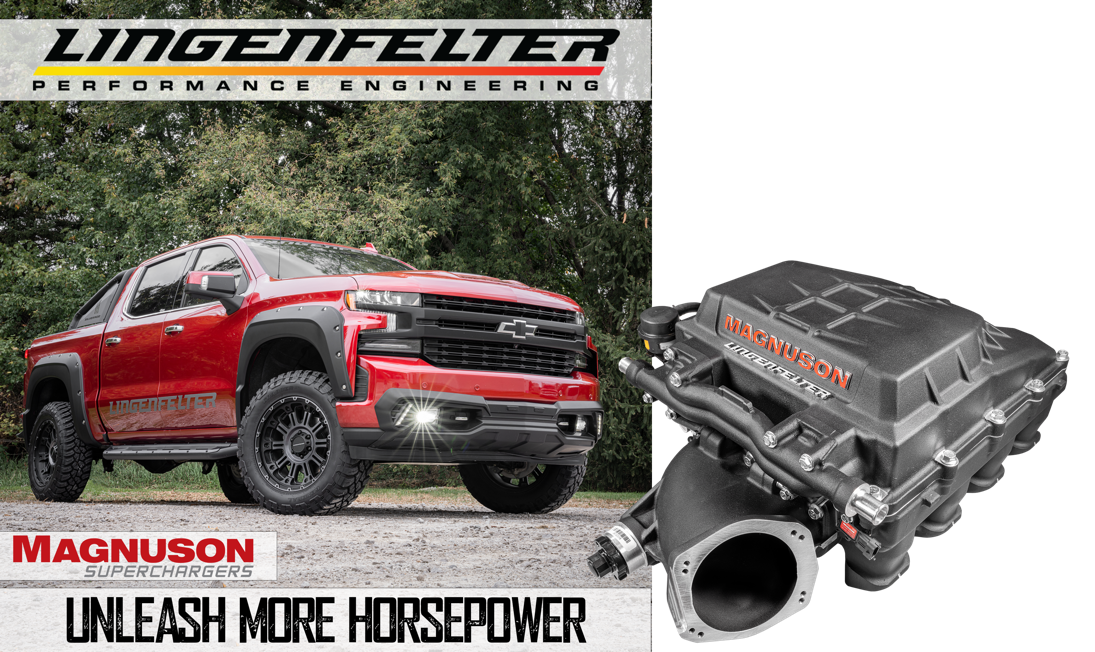 LINGENFELTER
PERFORMANCE ENGINEERING
LINGENFELTER
MAGNUSON
SUPERCHARGERS
UNLEASH MORE HORSEPOWER
MAGNUSON
LINGENFELTER